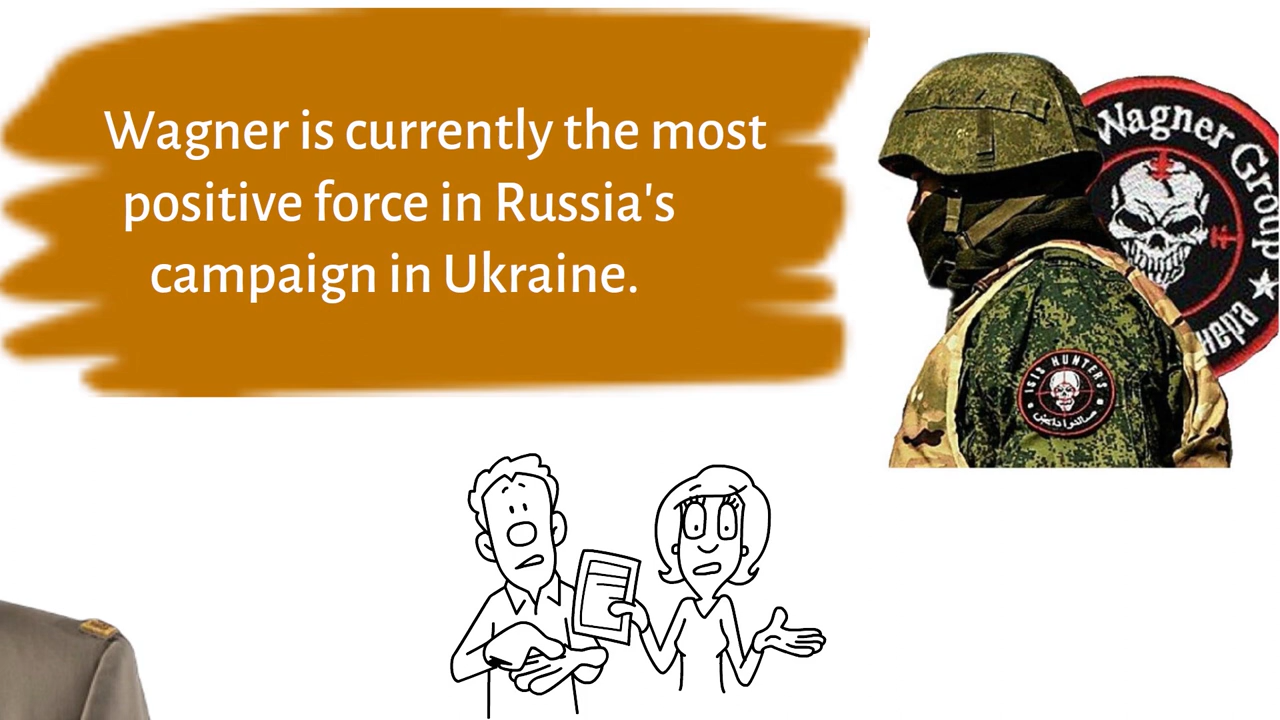 Wagner is currently the most
positive force in Russia's
campaign in Ukraine.
Wagner Group
ISIS HUNTERS